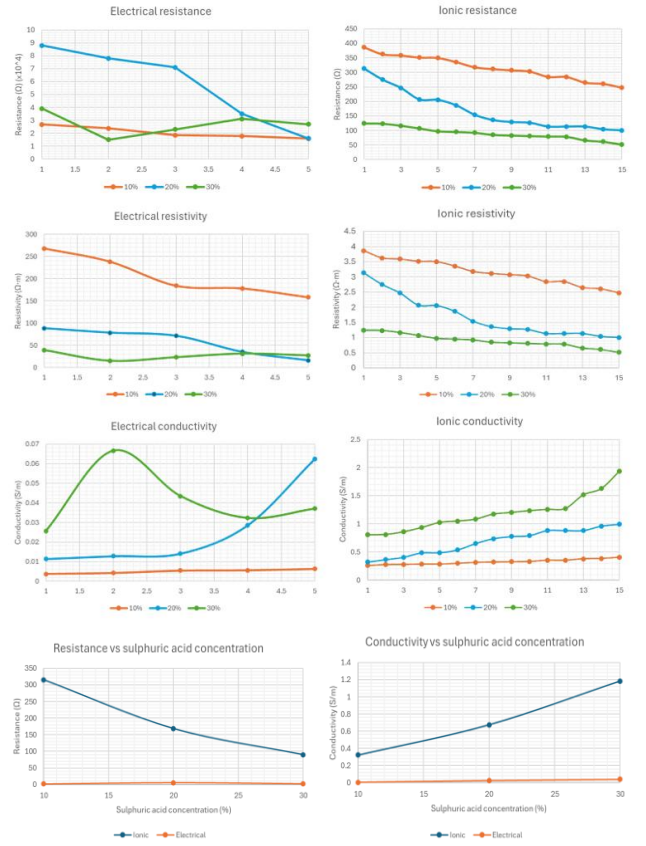 Electrical resistance
Resistance (Ω) (x10^4)
10
9
8
7
6
5
4
3
2
1
0
1 1.5 2 2.5 3 3.5 4 4.5 5
10% 20% 30%
Ionic resistance
Resistance (Ω)
450
400
350
300
250
200
150
100
50
0
1 3 5 7 9 11 13 15
10% 20% 30%
Electrical resistivity
Resistivity (Ω·m)
300
250
200
150
100
50
0
1 1.5 2 2.5 3 3.5 4 4.5 5
10% 20% 30%
Ionic resistivity
Resistivity (Ω·m)
4.5
4
3.5
3
2.5
2
1.5
1
0.5
0
1 3 5 7 9 11 13 15
10% 20% 30%
Electrical conductivity
Conductivity (S/m)
0.07
0.06
0.05
0.04
0.03
0.02
0.01
0
1 1.5 2 2.5 3 3.5 4 4.5 5
10% 20% 30%
Ionic conductivity
Conductivity (S/m)
2.5
2
1.5
1
0.5
0
1 3 5 7 9 11 13 15
10% 20% 30%
Resistance vs sulphuric acid concentration
Resistance (Ω)
350
300
250
200
150
100
50
0
10 15 20 25 30
Sulphuric acid concentration (%)
Ionic Electrical
Conductivity vs sulphuric acid concentration
Conductivity (S/m)
1.4
1.2
1
0.8
0.6
0.4
0.2
0
10 15 20 25 30
Sulphuric acid concentration (%)
Ionic Electrical